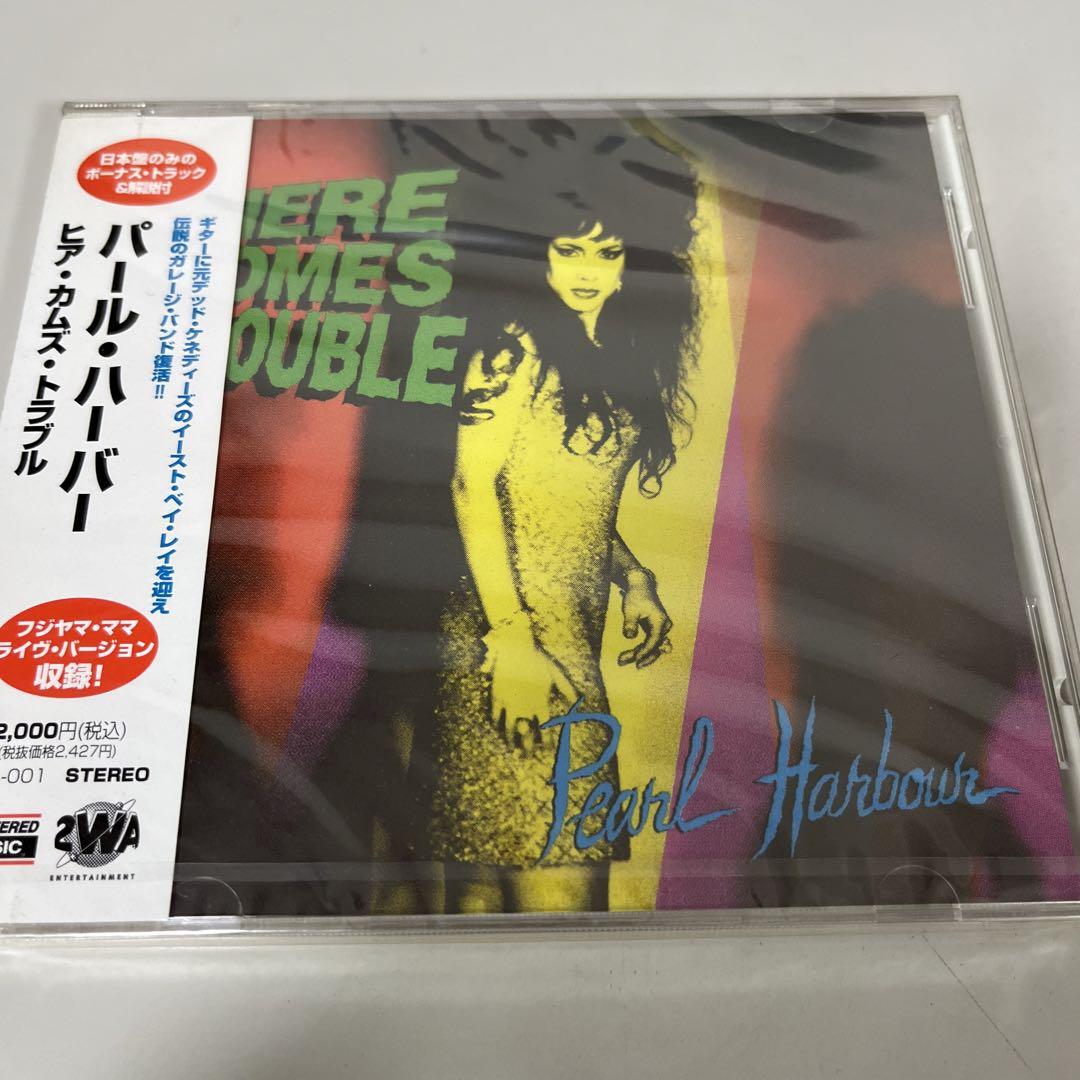 日本盤のみの
ボーナス・トラック
&解説付
パール・ハーバー
ヒア・カムズ・トラブル
ギターに元デッド・ケネディーズのイースト・ベイ・レイを迎え
伝説のガレージ・バンド復活!!
フジヤマ・ママ
ライヴ・バージョン
収録!
2,000円(税込)
(税抜価格2,427円)
-001 STEREO
2WA
ENTERTAINMENT
HERE
OMES
OUBLE
Pearl Harbour